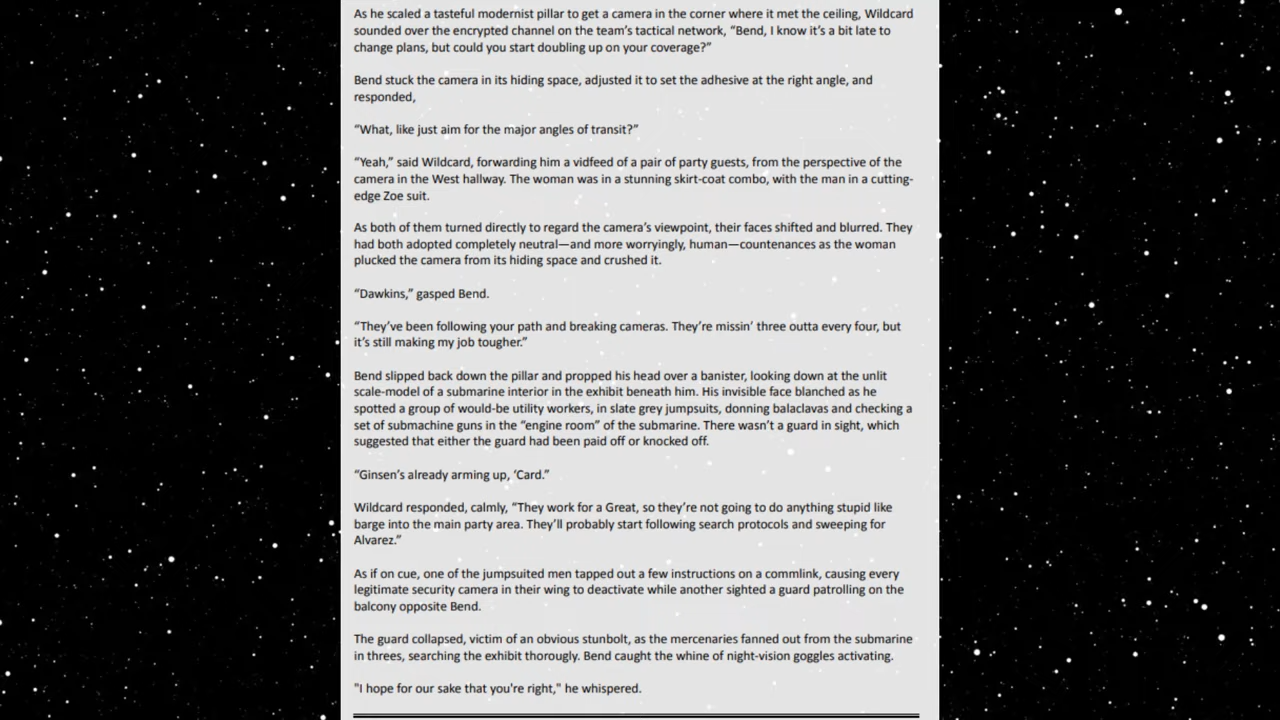 As he scaled a tasteful modernist pillar to get a camera in the corner where it met the ceiling, Wildcard
sounded over the encrypted channel on the team’s tactical network, “Bend, I know it’s a bit late to
change plans, but could you start doubling up on your coverage?”
Bend stuck the camera in its hiding space, adjusted it to set the adhesive at the right angle, and
responded,
“What, like just aim for the major angles of transit?”
“Yeah,” said Wildcard, forwarding him a vidfeed of a pair of party guests, from the perspective of the
camera in the West hallway. The woman was in a stunning skirt-coat combo, with the man in a cutting-
edge Zoe suit.
As both of them turned directly to regard the camera’s viewpoint, their faces shifted and blurred. They
had both adopted completely neutral—and more worryingly, human—countenances as the woman
plucked the camera from its hiding space and crushed it.
“Dawkins,” gasped Bend.
“They’ve been following your path and breaking cameras. They’re missin’ three outta every four, but
it’s still making my job tougher.”
Bend slipped back down the pillar and propped his head over a banister, looking down at the unlit
scale-model of a submarine interior in the exhibit beneath him. His invisible face blanched as he
spotted a group of would-be utility workers, in slate grey jumpsuits, donning balaclavas and checking a
set of submachine guns in the “engine room” of the submarine. There wasn’t a guard in sight, which
suggested that either the guard had been paid off or knocked off.
“Ginsen’s already arming up, ‘Card.”
Wildcard responded, calmly, “They work for a Great, so they’re not going to do anything stupid like
barge into the main party area. They’ll probably start following search protocols and sweeping for
Alvarez.”
As if on cue, one of the jumpsuited men tapped out a few instructions on a commlink, causing every
legitimate security camera in their wing to deactivate while another sighted a guard patrolling on the
balcony opposite Bend.
The guard collapsed, victim of an obvious stunbolt, as the mercenaries fanned out from the submarine
in threes, searching the exhibit thorougly. Bend caught the whine of night-vision goggles activating.
"I hope for our sake that you're right," he whispered.